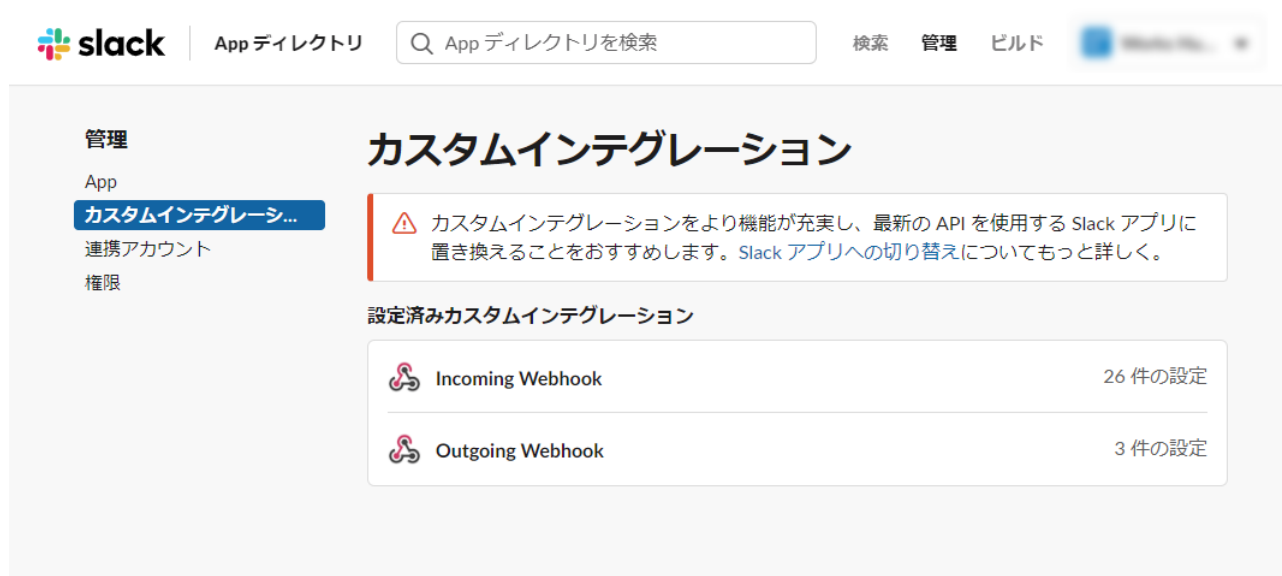 slack
App ディレクトリ
App ディレクトリを検索
検索
管理
ビルド
管理
App
カスタムインテグレーシ...
連携アカウント
権限
カスタムインテグレーション
カスタムインテグレーションをより機能が充実し、最新の API を使用する Slack アプリに
置き換えることをおすすめします。Slack アプリへの切り替えについてもっと詳しく。
設定済みカスタムインテグレーション
Incoming Webhook
26 件の設定
Outgoing Webhook
3 件の設定